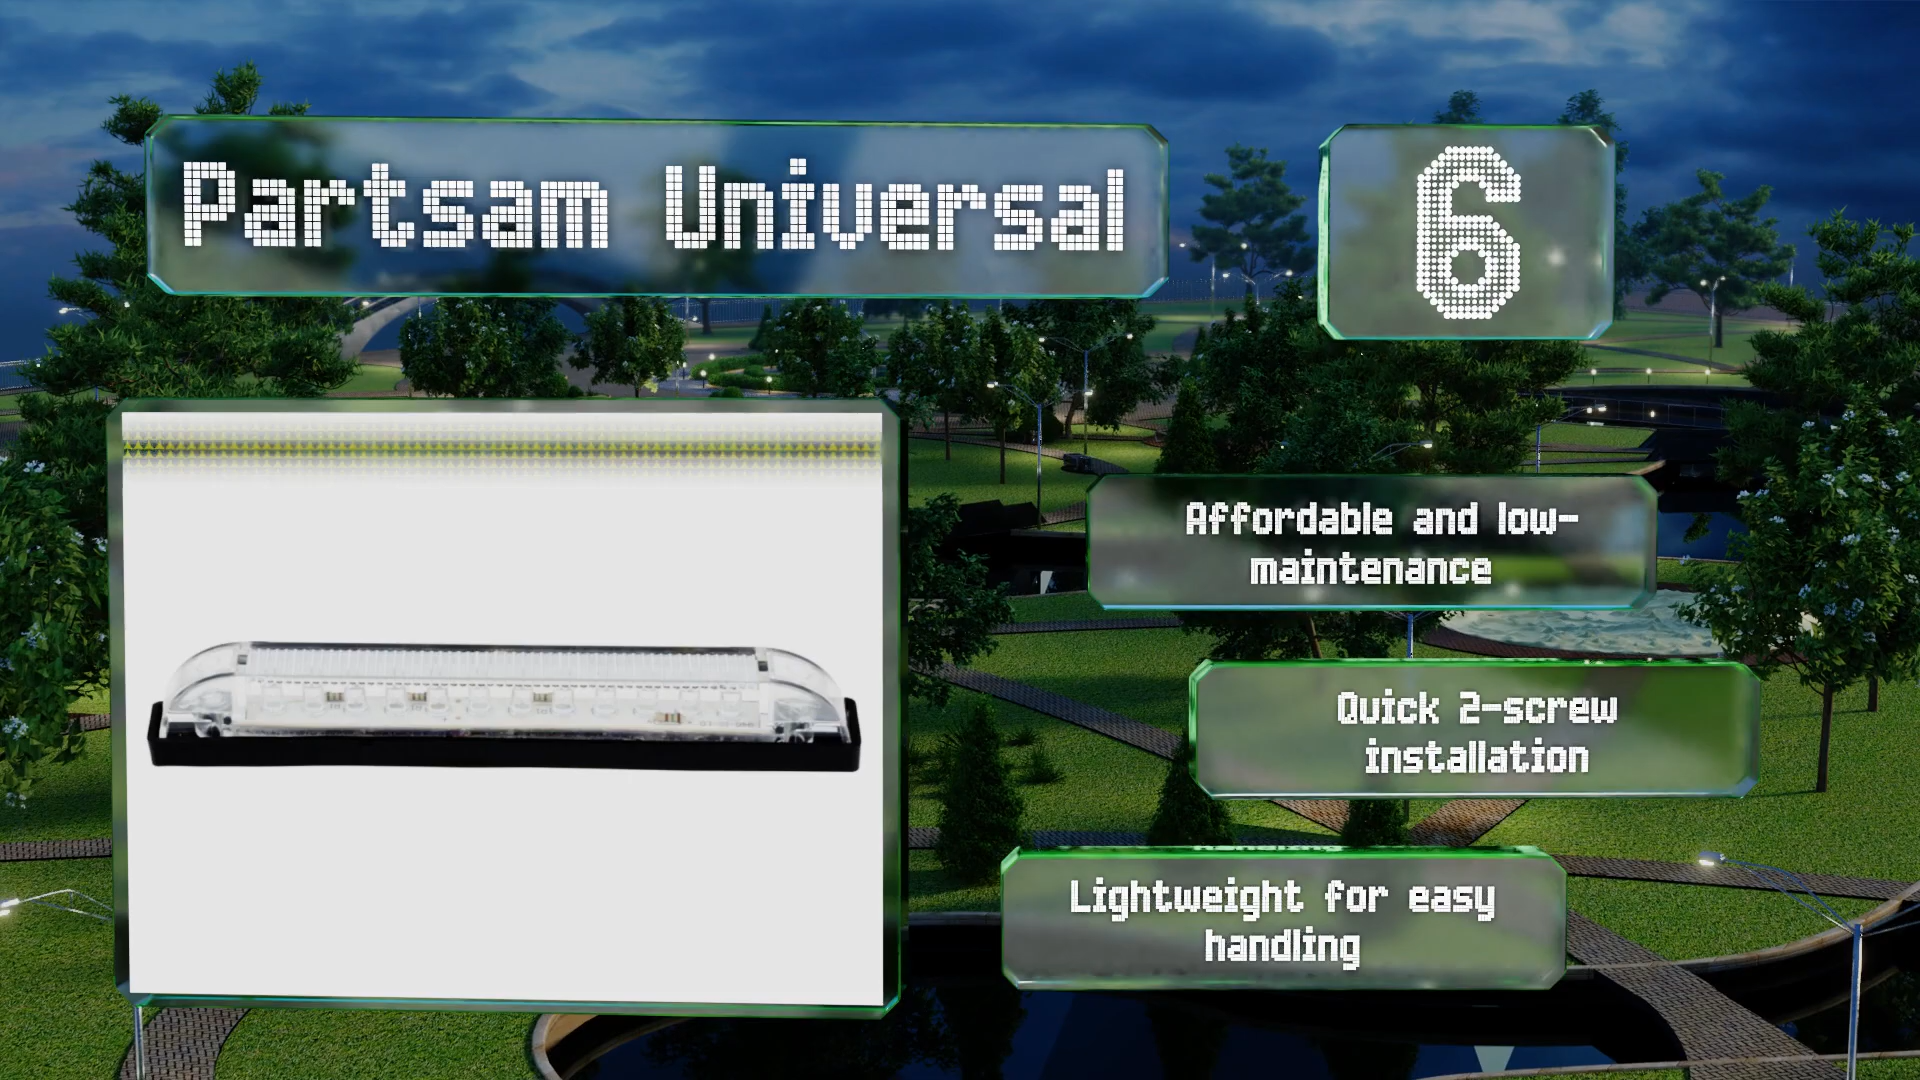 Partsam Universal
6
Affordable and low-
maintenance
Quick 2-screw
installation
Lightweight for easy
handling